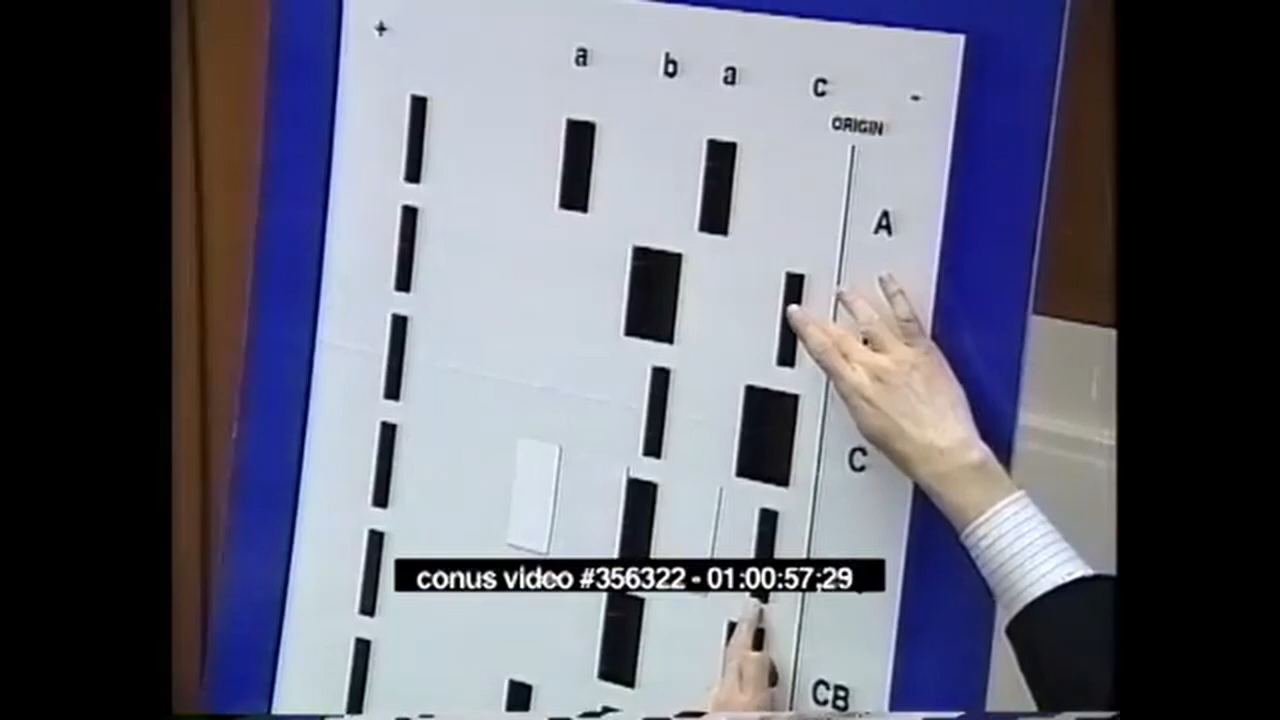 + a b a c -
ORIGIN
A
C
conus video #356322 - 01:00:57;29
CB